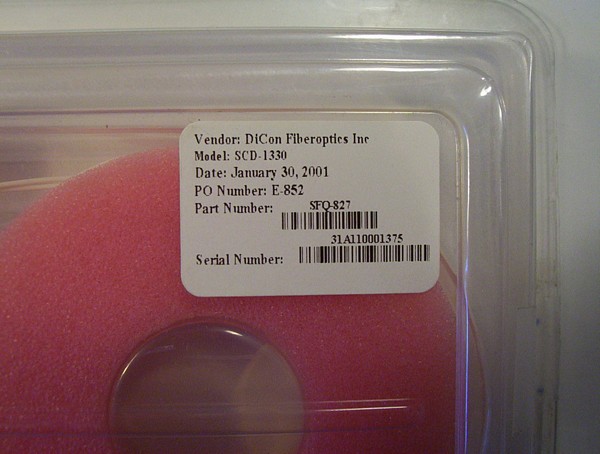 Vendor: DiCon Fiberoptics Inc
Model: SCD-1330
Date: January 30, 2001
PO Number: E-852
Part Number: SFQ-827
31A110001375
Serial Number: